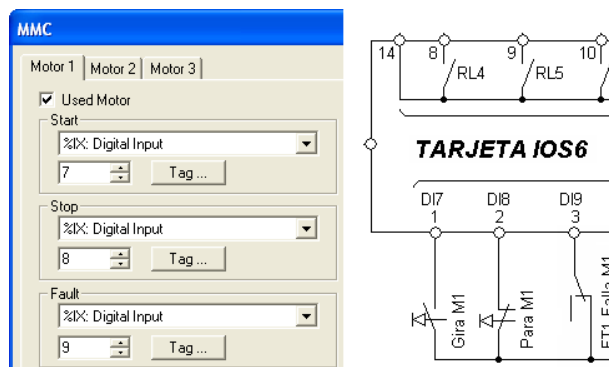 MMC
Motor 1 Motor 2 Motor 3
Used Motor
Start
%IX: Digital Input
7 Tag ...
Stop
%IX: Digital Input
8 Tag ...
Fault
%IX: Digital Input
9 Tag ...
14 8 9 10
RL4 RL5
TARJETA IOS6
DI7 DI8 DI9
1 2 3
Gira M1
Para M1
FT1 Falla M1